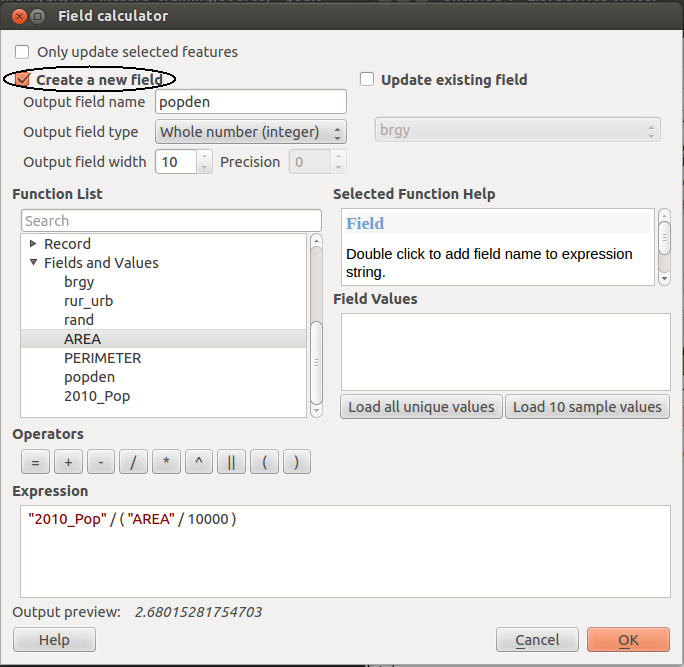 Field calculator
Only update selected features
Create a new field
Update existing field
Output field name popden
Output field type Whole number (integer)
brgy
Output field width 10 Precision 0
Function List
Selected Function Help
Search
Record
Fields and Values
brgy
rur_urb
rand
AREA
PERIMETER
popden
2010_Pop
Field
Double click to add field name to expression
string.
Field Values
Load all unique values Load 10 sample values
Operators
= + - / * ^ || ( )
Expression
"2010_Pop" / ( "AREA" / 10000 )
Output preview: 2.68015281754703
Help Cancel OK